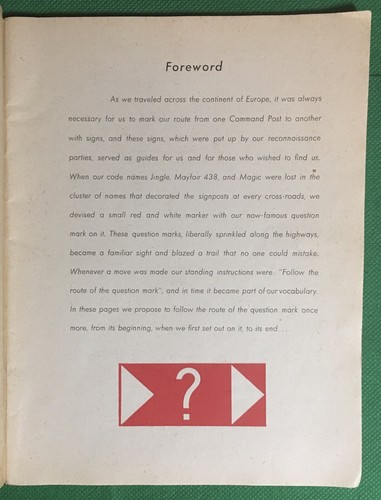 Foreword
As we traveled across the continent of Europe, it was always
necessary for us to mark our route from one Command Post to another
with signs, and these signs, which were put up by our reconnaissance
parties, served as guides for us and for those who wished to find us.
When our code names Jingle, Mayfair 438, and Magic were lost in the
cluster of names that decorated the signposts at every cross-roads, we
devised a small red and white marker with our now-famous question
mark on it. These question marks, liberally sprinkled along the highways,
became a familiar sight and blazed a trail that no one could mistake.
Whenever a move was made our standing instructions were: "Follow the
route of the question mark", and in time it became part of our vocabulary.
In these pages we propose to follow the route of the question mark once
more, from its beginning, when we first set out on it, to its end...
?